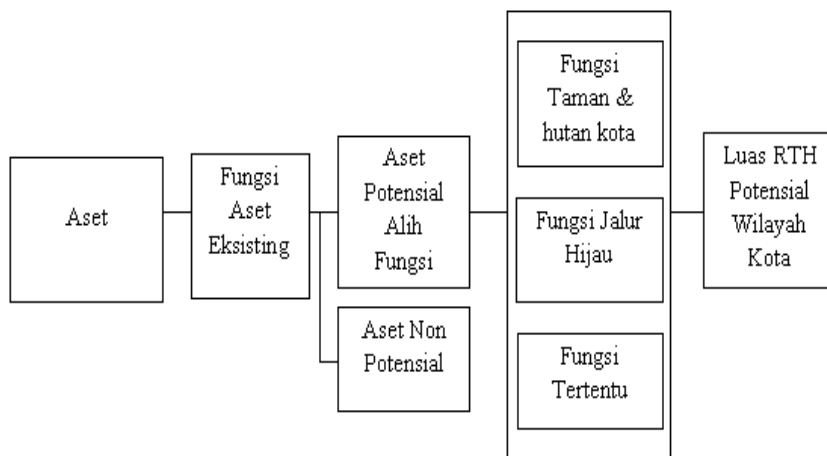 Aset
Fungsi
Aset
Eksisting
Aset
Potensial
Alih
Fungsi
Aset Non
Potensial
Fungsi
Taman &
hutan kota
Fungsi Jalur
Hijau
Fungsi
Tertentu
Luas RTH
Potensial
Wilayah
Kota